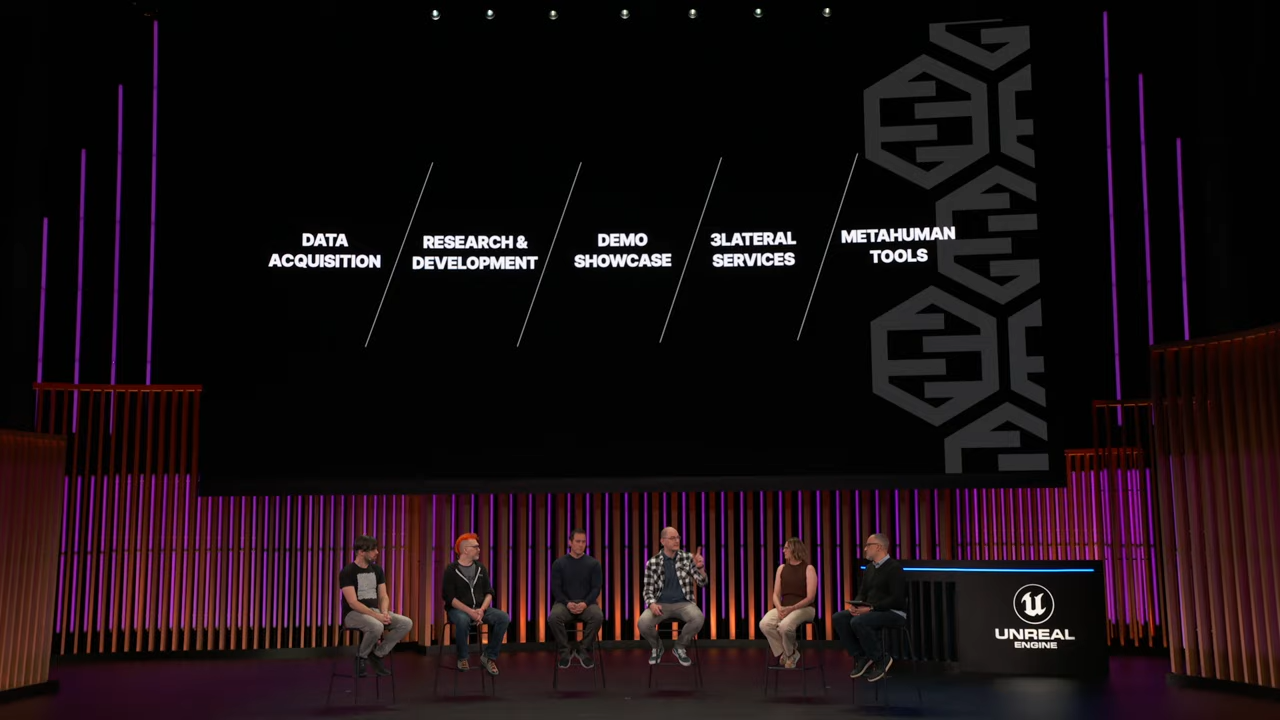 DATA
ACQUISITION
RESEARCH &
DEVELOPMENT
DEMO
SHOWCASE
3LATERAL
SERVICES
METAHUMAN
TOOLS
UNREAL
ENGINE